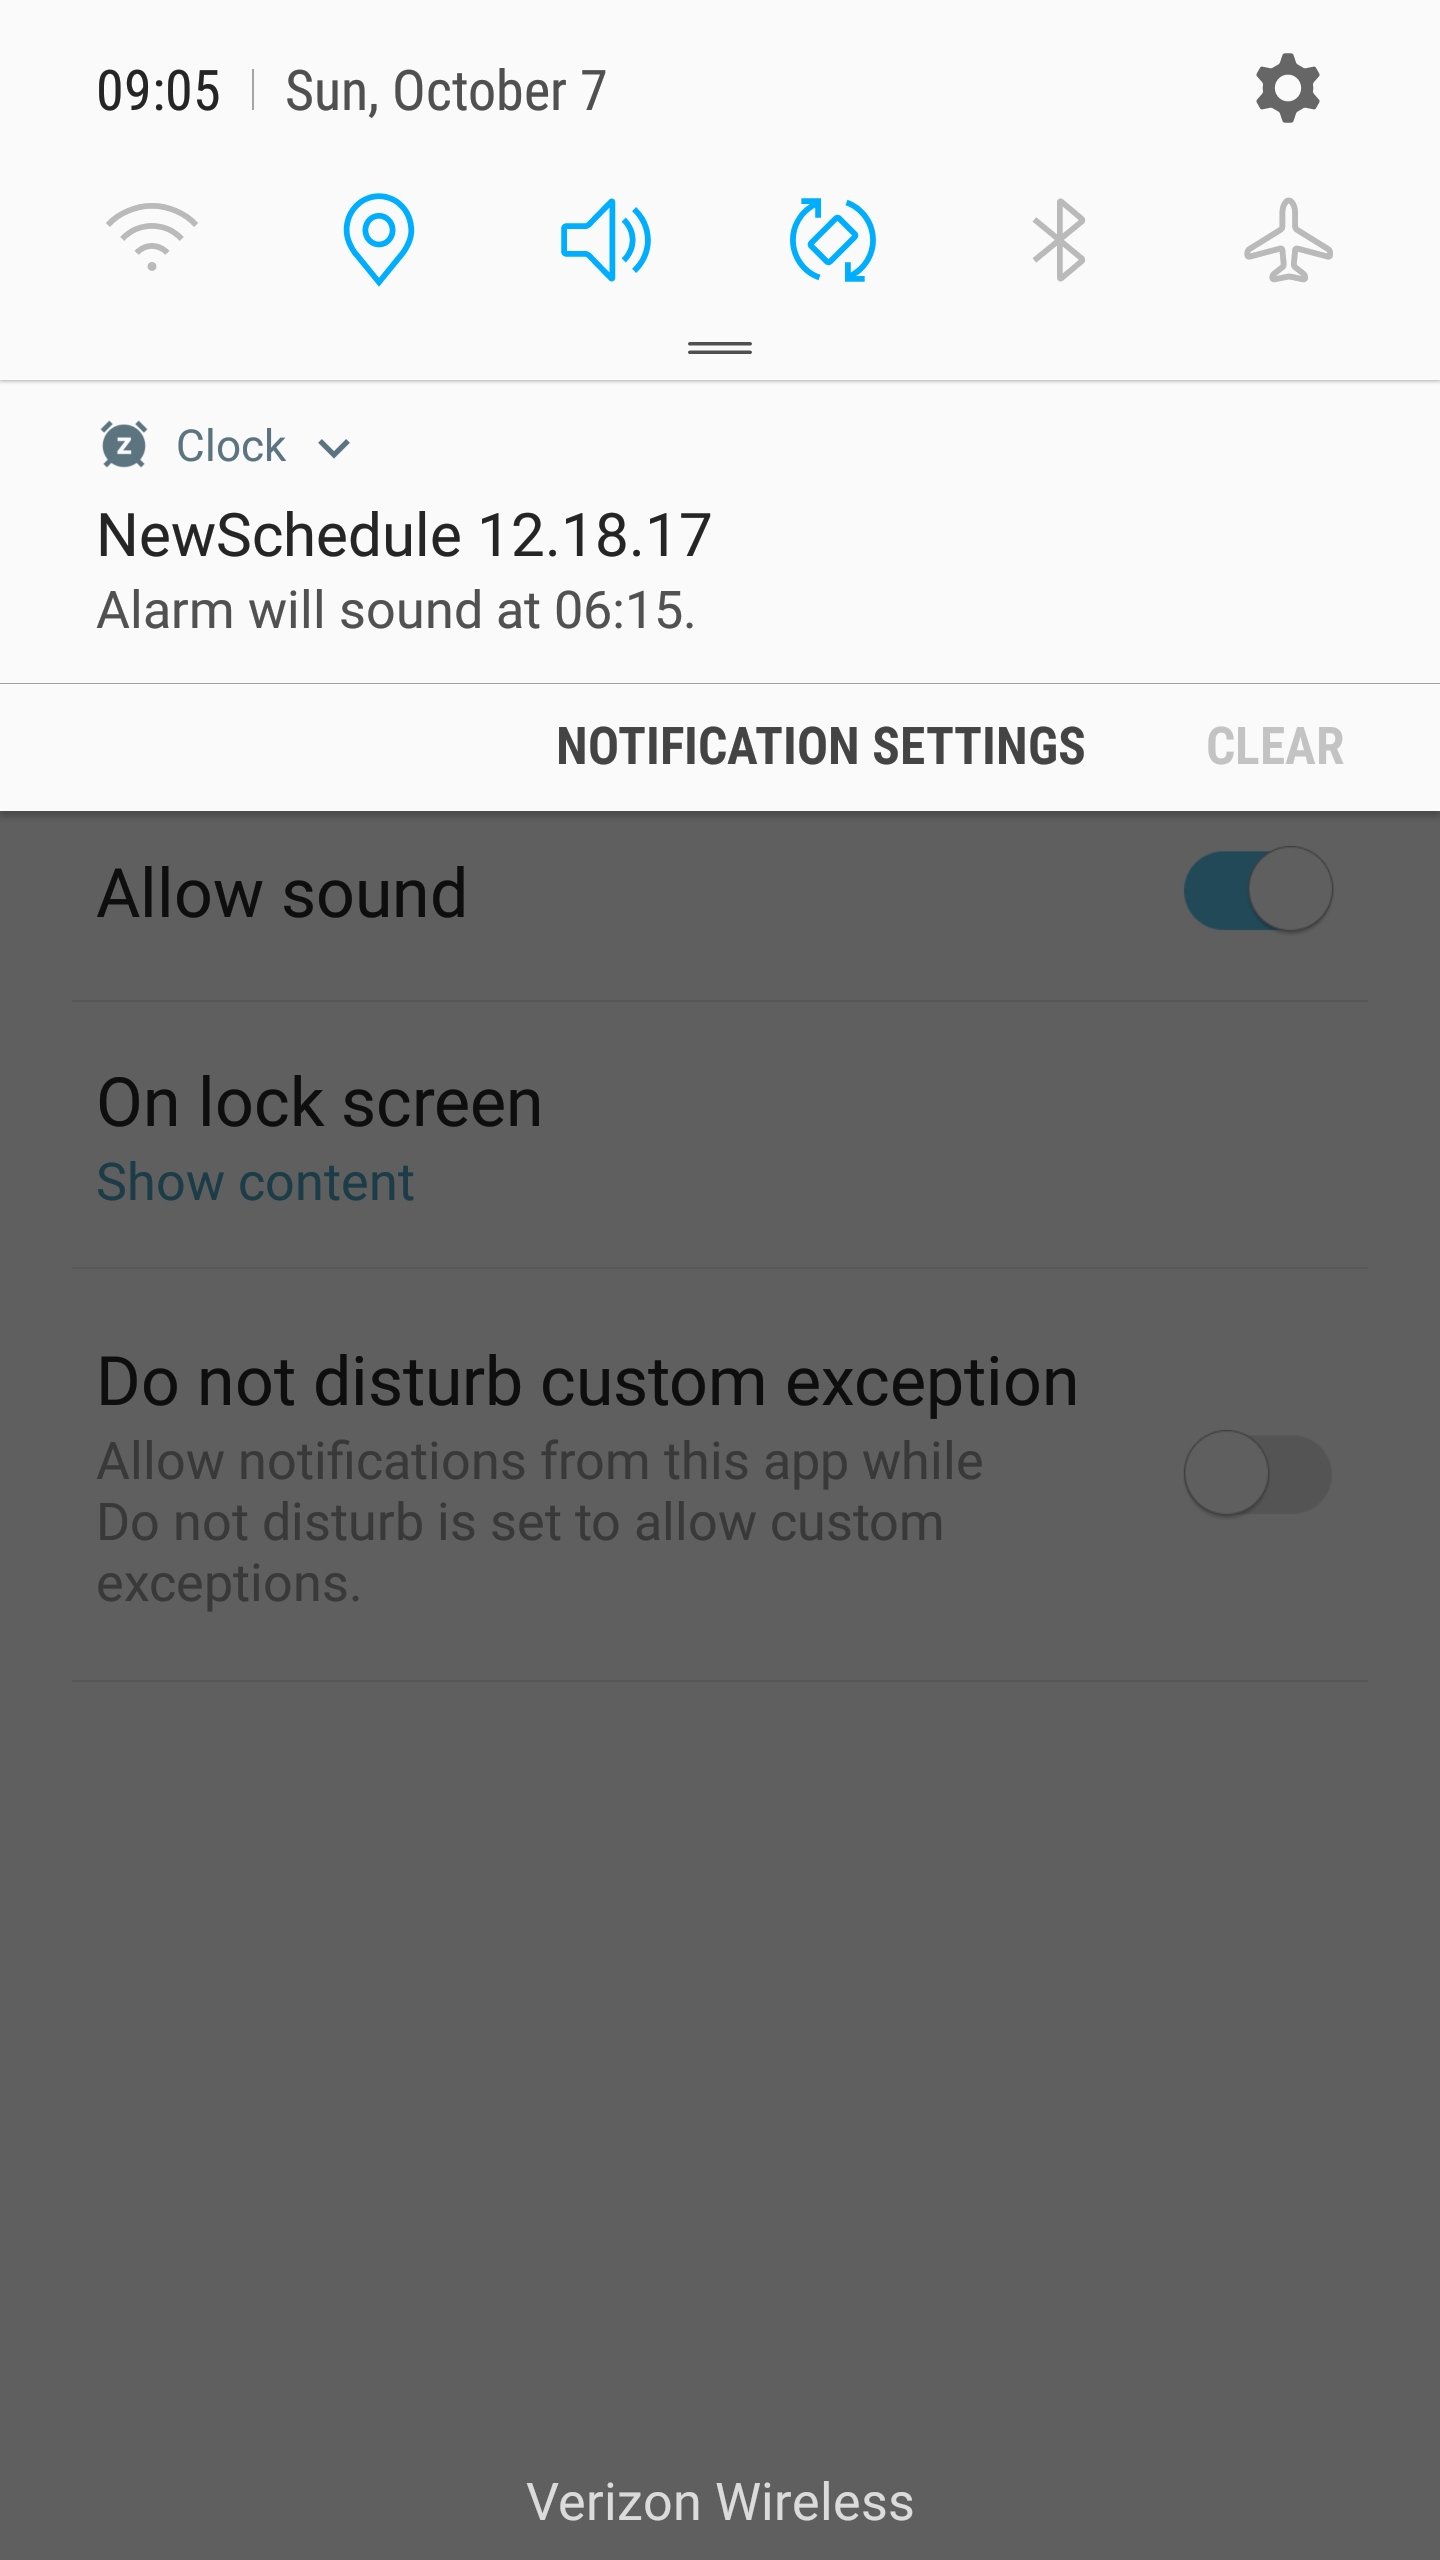 09:05 | Sun, October 7
Clock
NewSchedule 12.18.17
Alarm will sound at 06:15.
NOTIFICATION SETTINGS CLEAR
Allow sound
On lock screen
Show content
Do not disturb custom exception
Allow notifications from this app while
Do not disturb is set to allow custom
exceptions.
Verizon Wireless